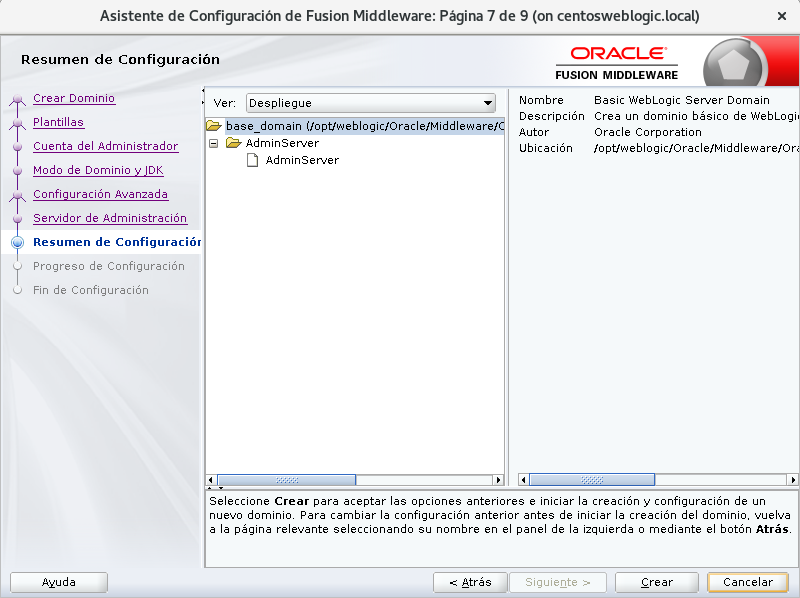 Asistente de Configuración de Fusion Middleware: Página 7 de 9 (on centosweblogic.local)
Resumen de Configuración
ORACLE
FUSION MIDDLEWARE
Crear Dominio
Plantillas
Cuenta del Administrador
Modo de Dominio y JDK
Configuración Avanzada
Servidor de Administración
Resumen de Configuración
Progreso de Configuración
Fin de Configuración
Ver: Despliegue
base_domain (/opt/weblogic/Oracle/Middleware/O
AdminServer
AdminServer
Nombre Basic WebLogic Server Domain
Descripción Crea un dominio básico de WebLogi
Autor Oracle Corporation
Ubicación /opt/weblogic/Oracle/Middleware/Ora
Seleccione Crear para aceptar las opciones anteriores e iniciar la creación y configuración de un
nuevo dominio. Para cambiar la configuración anterior antes de iniciar la creación del dominio, vuelva
a la página relevante seleccionando su nombre en el panel de la izquierda o mediante el botón Atrás.
Ayuda
< Atrás
Siguiente >
Crear
Cancelar